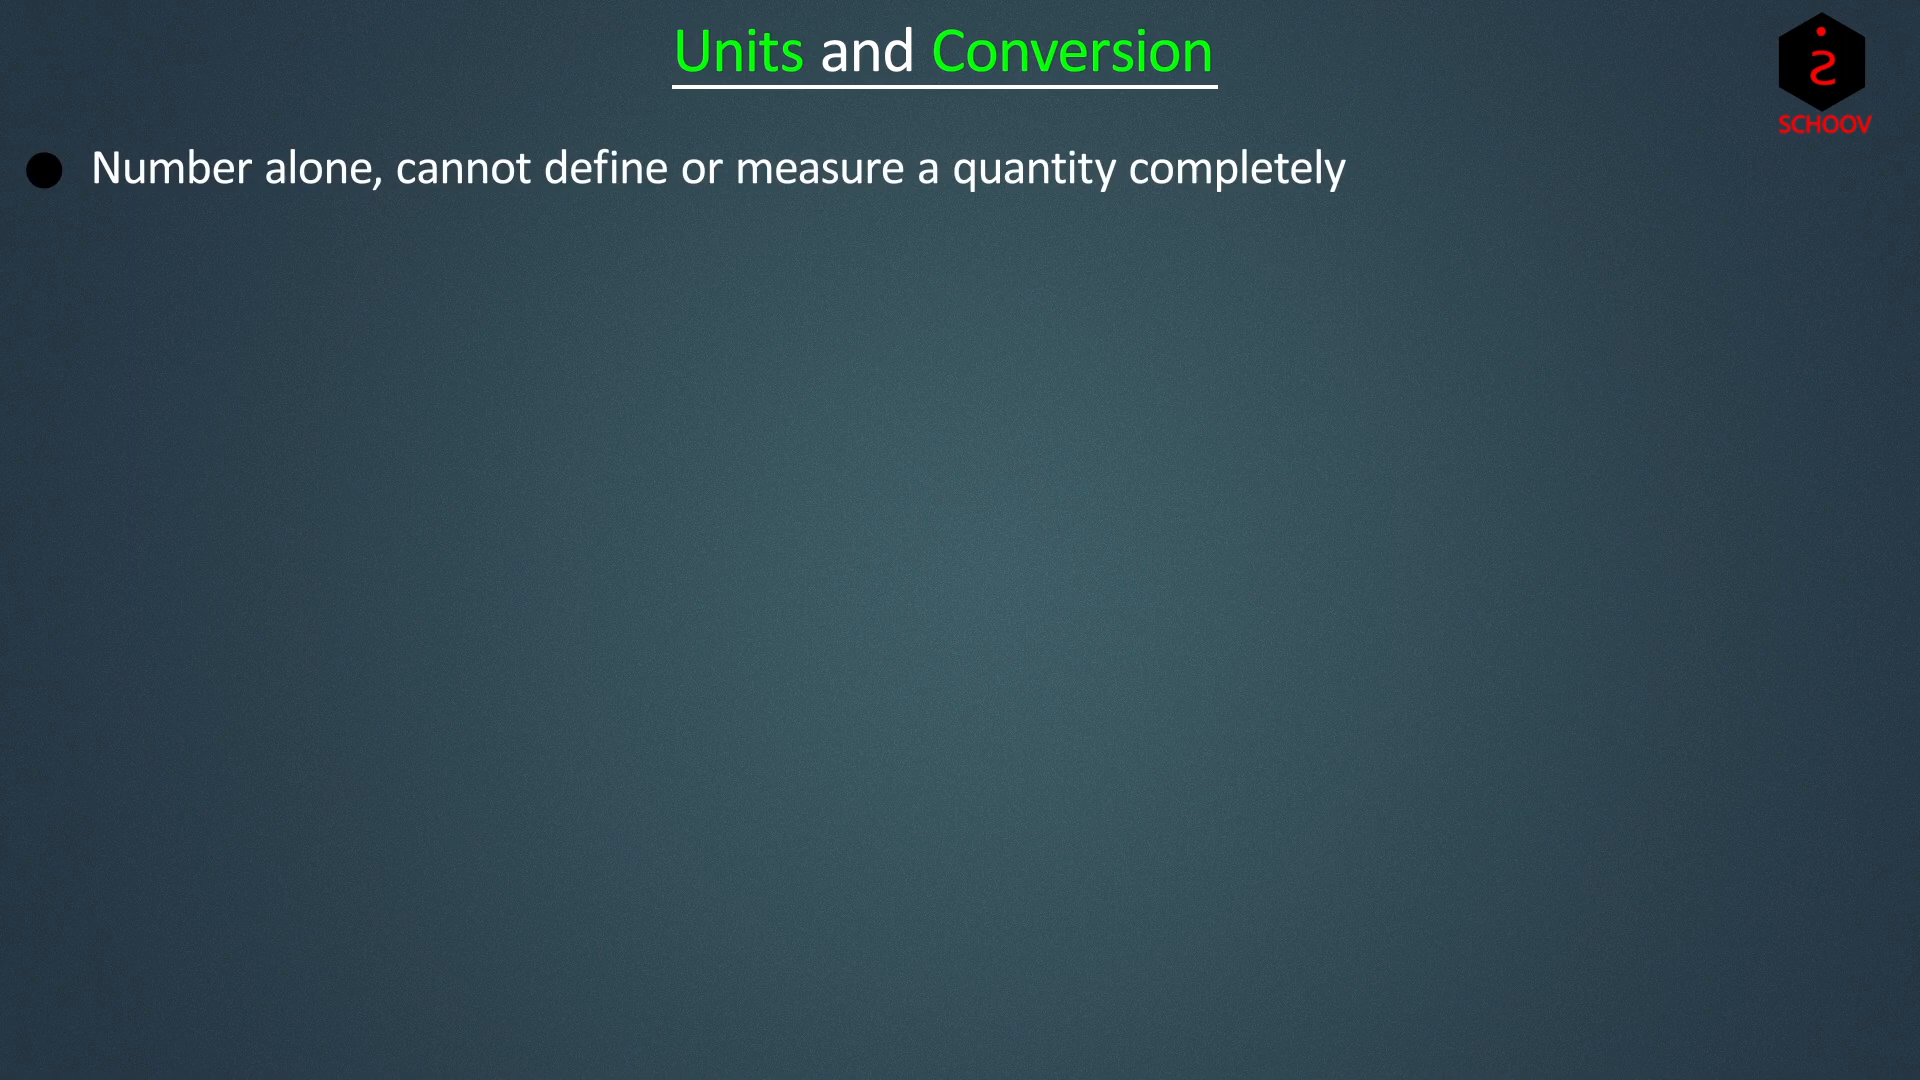 Units and Conversion
SCHOOV
Number alone, cannot define or measure a quantity completely